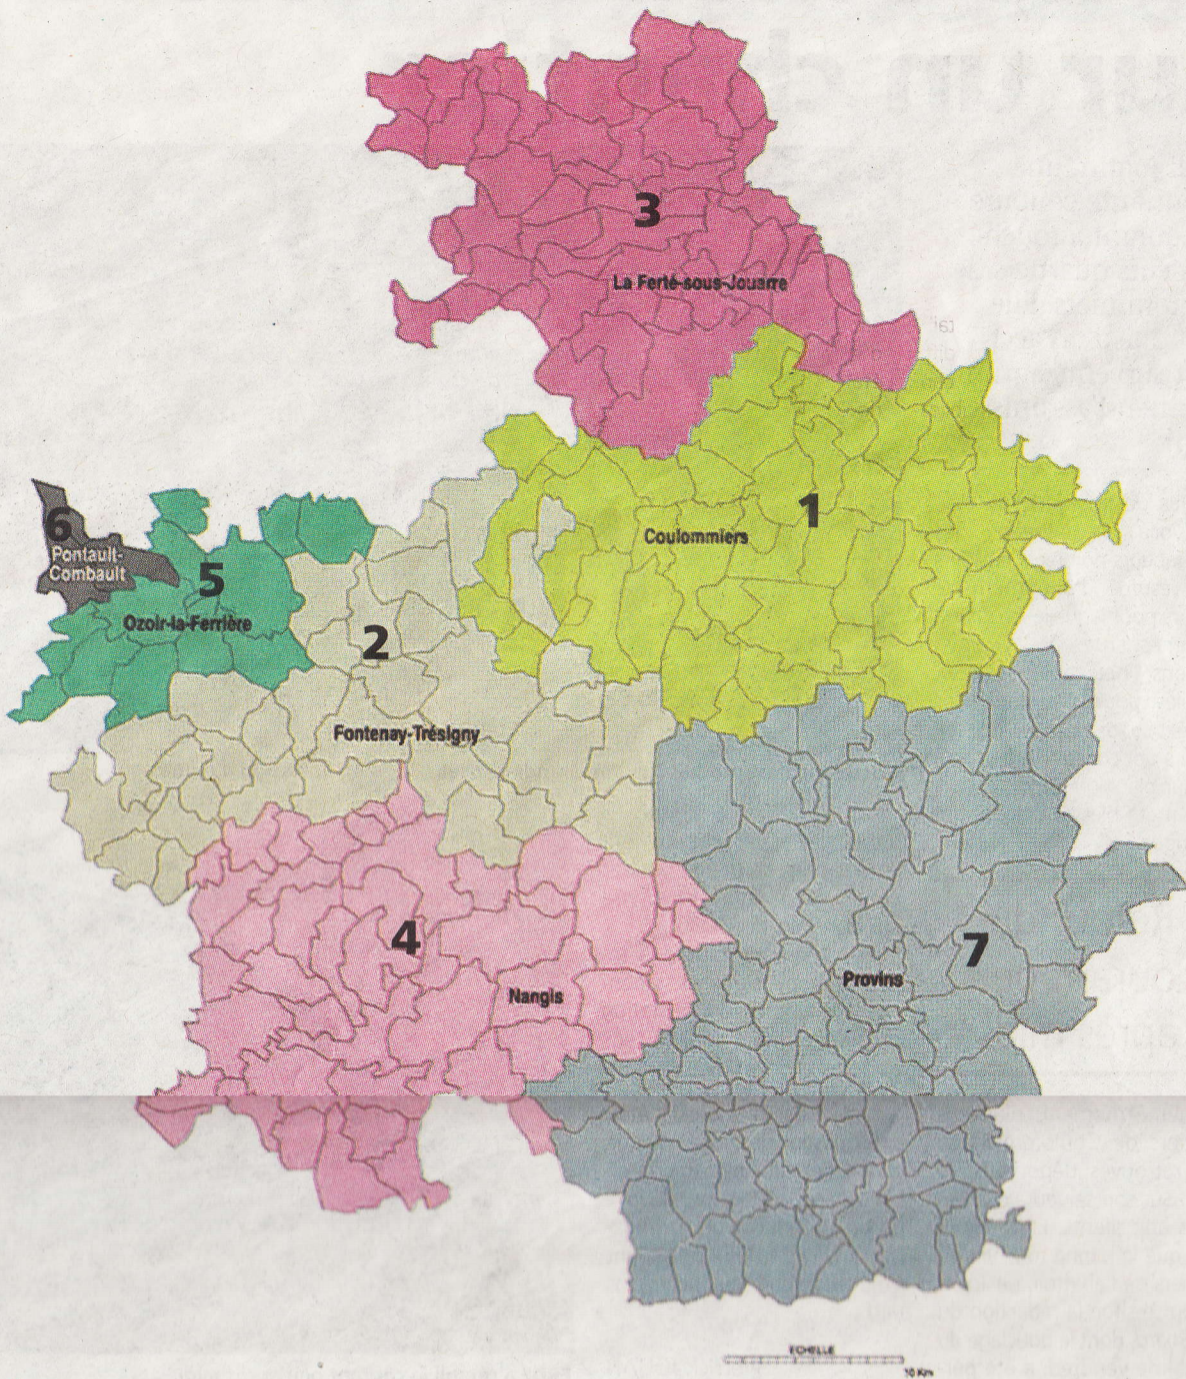 3
La Ferté-sous-Jouarre
1
Coulommiers
6
Pontault-
Combault
5
Ozoir-la-Ferrière
2
Fontenay-Trésigny
4
Nangis
7
Provins
ECHELLE
10 Km